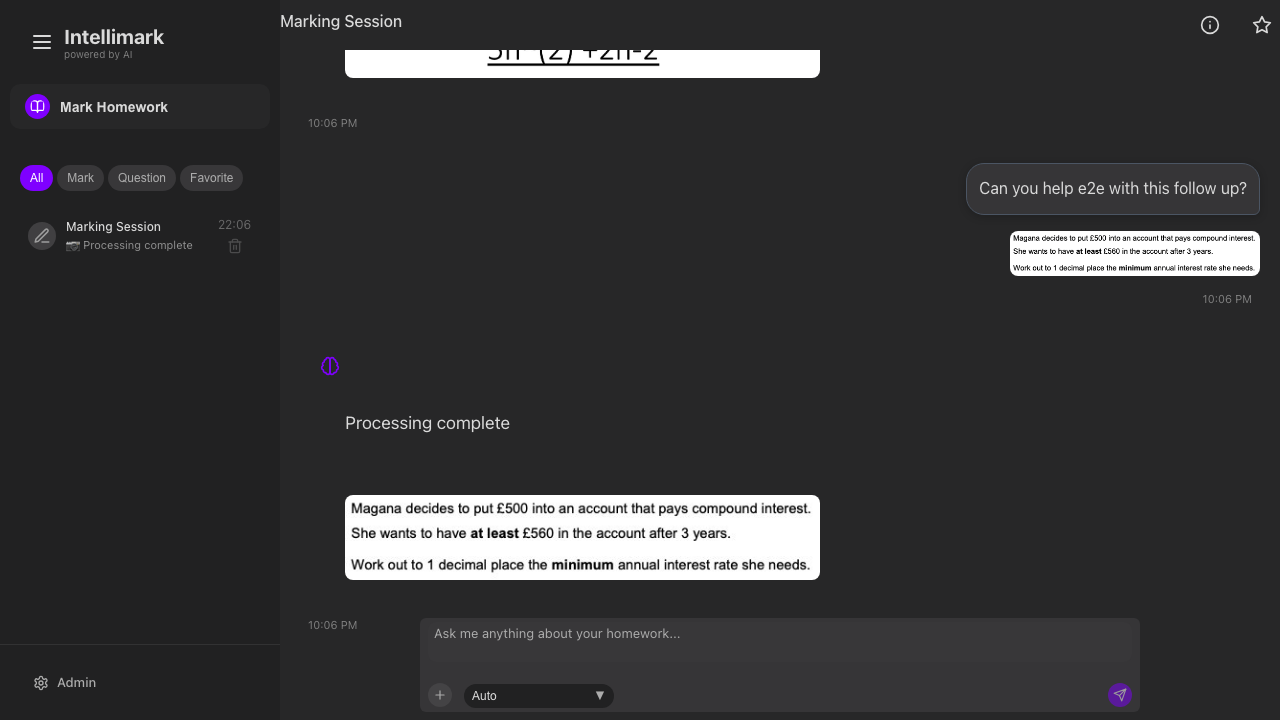 Intellimark
powered by AI
Mark Homework
All
Mark
Question
Favorite
Marking Session
22:06
Processing complete
Admin
Marking Session
10:06 PM
Can you help e2e with this follow up?
Magana decides to put £500 into an account that pays compound interest.
She wants to have at least £560 in the account after 3 years.
Work out to 1 decimal place the minimum annual interest rate she needs.
10:06 PM
Processing complete
Magana decides to put £500 into an account that pays compound interest.
She wants to have at least £560 in the account after 3 years.
Work out to 1 decimal place the minimum annual interest rate she needs.
10:06 PM
Ask me anything about your homework...
Auto